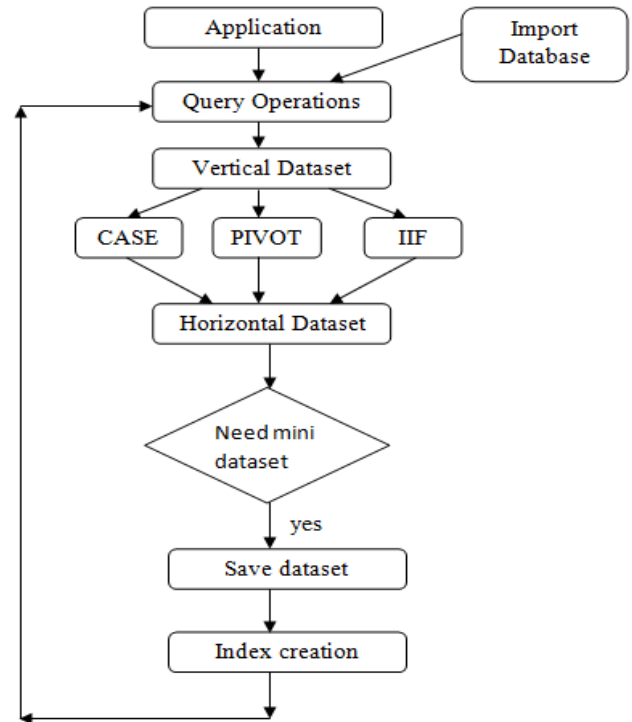 Application
Import
Database
Query Operations
Vertical Dataset
CASE
PIVOT
IIF
Horizontal Dataset
Need mini
dataset
yes
Save dataset
Index creation